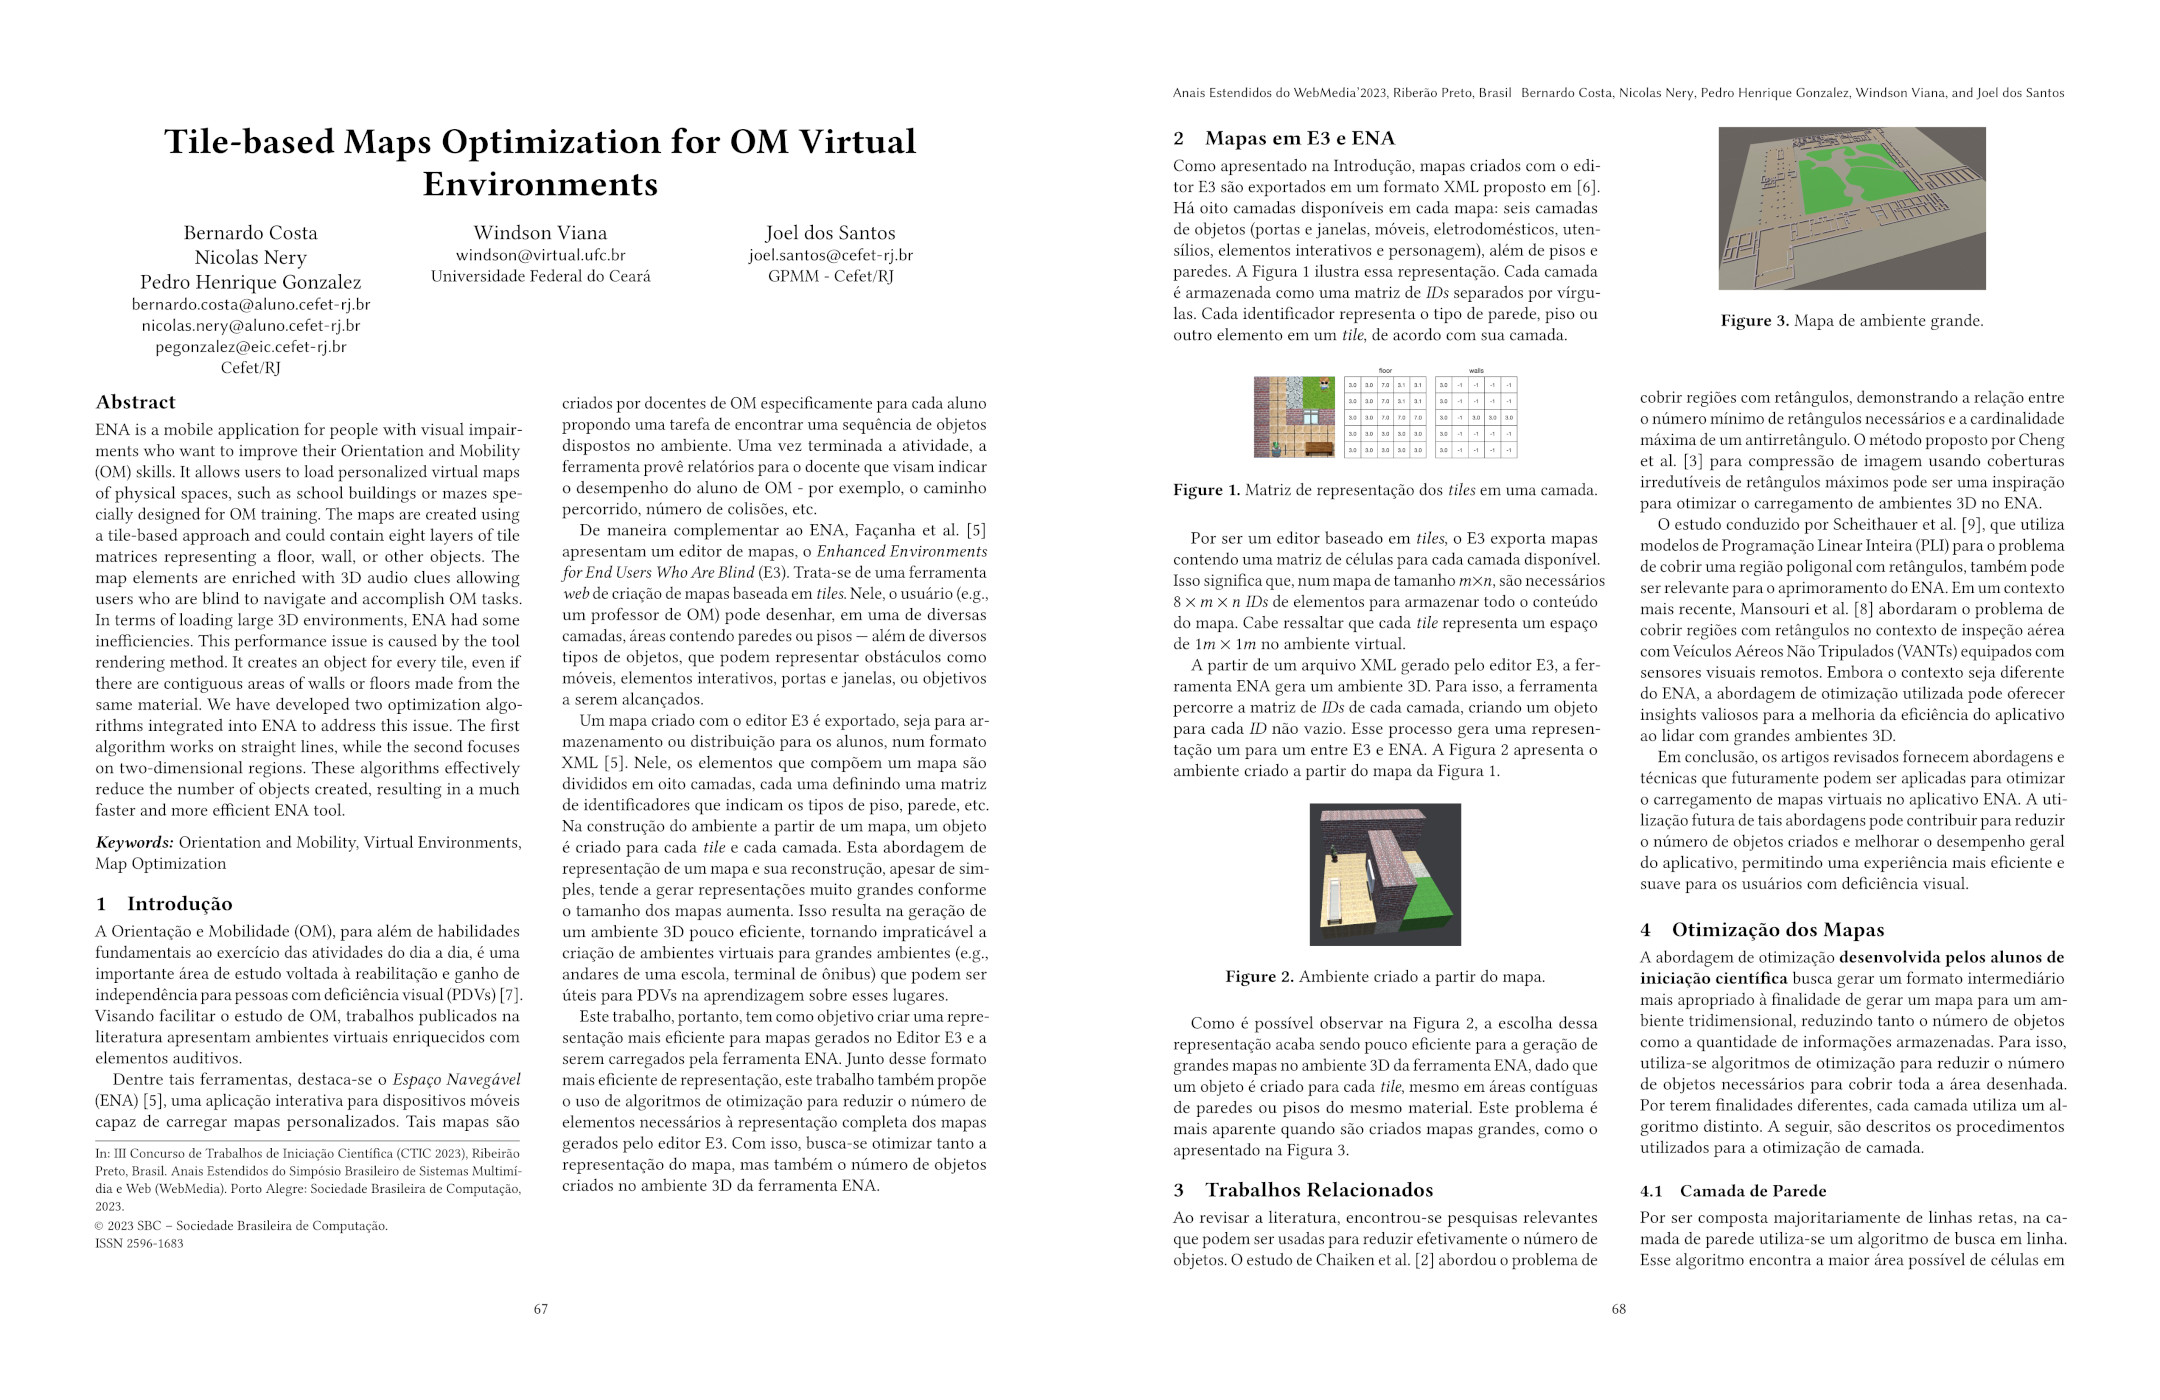 Tile-based Maps Optimization for OM Virtual
Environments
Bernardo Costa
Nicolas Nery
Pedro Henrique Gonzalez
bernardo.costa@aluno.cefet-rj.br
nicolas.nery@aluno.cefet-rj.br
pegonzalez@eic.cefet-rj.br
Cefet/RJ
Windson Viana
windson@virtual.ufc.br
Universidade Federal do Ceará
Joel dos Santos
joel.santos@cefet-rj.br
GPMM - Cefet/RJ
Abstract
ENA is a mobile application for people with visual impair-
ments who want to improve their Orientation and Mobility
(OM) skills. It allows users to load personalized virtual maps
of physical spaces, such as school buildings or mazes spe-
cially designed for OM training. The maps are created using
a tile-based approach and could contain eight layers of tile
matrices representing a floor, wall, or other objects. The
map elements are enriched with 3D audio clues allowing
users who are blind to navigate and accomplish OM tasks.
In terms of loading large 3D environments, ENA had some
inefficiencies. This performance issue is caused by the tool
rendering method. It creates an object for every tile, even if
there are contiguous areas of walls or floors made from the
same material. We have developed two optimization algo-
rithms integrated into ENA to address this issue. The first
algorithm works on straight lines, while the second focuses
on two-dimensional regions. These algorithms effectively
reduce the number of objects created, resulting in a much
faster and more efficient ENA tool.
Keywords: Orientation and Mobility, Virtual Environments,
Map Optimization
1 Introdução
A Orientação e Mobilidade (OM), para além de habilidades
fundamentais ao exercício das atividades do dia a dia, é uma
importante área de estudo voltada à reabilitação e ganho de
independência para pessoas com deficiência visual (PDVs) [7].
Visando facilitar o estudo de OM, trabalhos publicados na
literatura apresentam ambientes virtuais enriquecidos com
elementos auditivos.
Dentre tais ferramentas, destaca-se o Espaço Navegável
(ENA) [5], uma aplicação interativa para dispositivos móveis
capaz de carregar mapas personalizados. Tais mapas são
In: III Concurso de Trabalhos de Iniciação Científica (CTIC 2023), Ribeirão
Preto, Brasil. Anais Estendidos do Simpósio Brasileiro de Sistemas Multimí-
dia e Web (WebMedia). Porto Alegre: Sociedade Brasileira de Computação,
2023.
© 2023 SBC – Sociedade Brasileira de Computação.
ISSN 2596-1683
criados por docentes de OM especificamente para cada aluno
propondo uma tarefa de encontrar uma sequência de objetos
dispostos no ambiente. Uma vez terminada a atividade, a
ferramenta provê relatórios para o docente que visam indicar
o desempenho do aluno de OM - por exemplo, o caminho
percorrido, número de colisões, etc.
De maneira complementar ao ENA, Façanha et al. [5]
apresentam um editor de mapas, o Enhanced Environments
for End Users Who Are Blind (E3). Trata-se de uma ferramenta
web de criação de mapas baseada em tiles. Nele, o usuário (e.g.,
um professor de OM) pode desenhar, em uma de diversas
camadas, áreas contendo paredes ou pisos — além de diversos
tipos de objetos, que podem representar obstáculos como
móveis, elementos interativos, portas e janelas, ou objetivos
a serem alcançados.
Um mapa criado com o editor E3 é exportado, seja para ar-
mazenamento ou distribuição para os alunos, num formato
XML [5]. Nele, os elementos que compõem um mapa são
divididos em oito camadas, cada uma definindo uma matriz
de identificadores que indicam os tipos de piso, parede, etc.
Na construção do ambiente a partir de um mapa, um objeto
é criado para cada tile e cada camada. Esta abordagem de
representação de um mapa e sua reconstrução, apesar de sim-
ples, tende a gerar representações muito grandes conforme
o tamanho dos mapas aumenta. Isso resulta na geração de
um ambiente 3D pouco eficiente, tornando impraticável a
criação de ambientes virtuais para grandes ambientes (e.g.,
andares de uma escola, terminal de ônibus) que podem ser
úteis para PDVs na aprendizagem sobre esses lugares.
Este trabalho, portanto, tem como objetivo criar uma repre-
sentação mais eficiente para mapas gerados no Editor E3 e a
serem carregados pela ferramenta ENA. Junto desse formato
mais eficiente de representação, este trabalho também propõe
o uso de algoritmos de otimização para reduzir o número de
elementos necessários à representação completa dos mapas
gerados pelo editor E3. Com isso, busca-se otimizar tanto a
representação do mapa, mas também o número de objetos
criados no ambiente 3D da ferramenta ENA.
67
Anais Estendidos do WebMedia'2023, Riberão Preto, Brasil Bernardo Costa, Nicolas Nery, Pedro Henrique Gonzalez, Windson Viana, and Joel dos Santos
2 Mapas em E3 e ENA
Como apresentado na Introdução, mapas criados com o edi-
tor E3 são exportados em um formato XML proposto em [6].
Há oito camadas disponíveis em cada mapa: seis camadas
de objetos (portas e janelas, móveis, eletrodomésticos, uten-
sílios, elementos interativos e personagem), além de pisos e
paredes. A Figura 1 ilustra essa representação. Cada camada
é armazenada como uma matriz de IDs separados por vírgu-
las. Cada identificador representa o tipo de parede, piso ou
outro elemento em um tile, de acordo com sua camada.
floor walls
3.0 3.0 7.0 3.1 3.1 3.0 -1 -1 -1 -1
3.0 3.0 7.0 3.1 3.1 3.0 -1 -1 -1 -1
3.0 3.0 7.0 7.0 7.0 3.0 -1 3.0 3.0 3.0
3.0 3.0 3.0 3.0 3.0 3.0 -1 -1 -1 -1
3.0 3.0 3.0 3.0 3.0 3.0 -1 -1 -1 -1
Figure 1. Matriz de representação dos tiles em uma camada.
Por ser um editor baseado em tiles, o E3 exporta mapas
contendo uma matriz de células para cada camada disponível.
Isso significa que, num mapa de tamanho m×n, são necessários
8 × m × n IDs de elementos para armazenar todo o conteúdo
do mapa. Cabe ressaltar que cada tile representa um espaço
de 1m × 1m no ambiente virtual.
A partir de um arquivo XML gerado pelo editor E3, a fer-
ramenta ENA gera um ambiente 3D. Para isso, a ferramenta
percorre a matriz de IDs de cada camada, criando um objeto
para cada ID não vazio. Esse processo gera uma represen-
tação um para um entre E3 e ENA. A Figura 2 apresenta o
ambiente criado a partir do mapa da Figura 1.
Figure 2. Ambiente criado a partir do mapa.
Como é possível observar na Figura 2, a escolha dessa
representação acaba sendo pouco eficiente para a geração de
grandes mapas no ambiente 3D da ferramenta ENA, dado que
um objeto é criado para cada tile, mesmo em áreas contíguas
de paredes ou pisos do mesmo material. Este problema é
mais aparente quando são criados mapas grandes, como o
apresentado na Figura 3.
3 Trabalhos Relacionados
Ao revisar a literatura, encontrou-se pesquisas relevantes
que podem ser usadas para reduzir efetivamente o número de
objetos. O estudo de Chaiken et al. [2] abordou o problema de
Figure 3. Mapa de ambiente grande.
cobrir regiões com retângulos, demonstrando a relação entre
o número mínimo de retângulos necessários e a cardinalidade
máxima de um antirretângulo. O método proposto por Cheng
et al. [3] para compressão de imagem usando coberturas
irredutíveis de retângulos máximos pode ser uma inspiração
para otimizar o carregamento de ambientes 3D no ENA.
O estudo conduzido por Scheithauer et al. [9], que utiliza
modelos de Programação Linear Inteira (PLI) para o problema
de cobrir uma região poligonal com retângulos, também pode
ser relevante para o aprimoramento do ENA. Em um contexto
mais recente, Mansouri et al. [8] abordaram o problema de
cobrir regiões com retângulos no contexto de inspeção aérea
com Veículos Aéreos Não Tripulados (VANTs) equipados com
sensores visuais remotos. Embora o contexto seja diferente
do ENA, a abordagem de otimização utilizada pode oferecer
insights valiosos para a melhoria da eficiência do aplicativo
ao lidar com grandes ambientes 3D.
Em conclusão, os artigos revisados fornecem abordagens e
técnicas que futuramente podem ser aplicadas para otimizar
o carregamento de mapas virtuais no aplicativo ENA. A uti-
lização futura de tais abordagens pode contribuir para reduzir
o número de objetos criados e melhorar o desempenho geral
do aplicativo, permitindo uma experiência mais eficiente e
suave para os usuários com deficiência visual.
4 Otimização dos Mapas
A abordagem de otimização desenvolvida pelos alunos de
iniciação científica busca gerar um formato intermediário
mais apropriado à finalidade de gerar um mapa para um am-
biente tridimensional, reduzindo tanto o número de objetos
como a quantidade de informações armazenadas. Para isso,
utiliza-se algoritmos de otimização para reduzir o número
de objetos necessários para cobrir toda a área desenhada.
Por terem finalidades diferentes, cada camada utiliza um al-
goritmo distinto. A seguir, são descritos os procedimentos
utilizados para a otimização de camada.
4.1 Camada de Parede
Por ser composta majoritariamente de linhas retas, na ca-
mada de parede utiliza-se um algoritmo de busca em linha.
Esse algoritmo encontra a maior área possível de células em
68